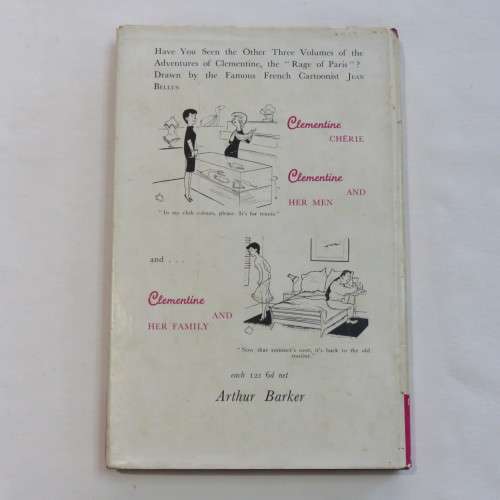 Have You Seen the Other Three Volumes of the
Adventures of Clementine, the "Rage of Paris"?
Drawn by the Famous French Cartoonist Jean
Bellus
Clementine
CHÉRIE
Clementine
AND
HER MEN
"In my club colours, please. It's for tennis"
and . . .
Clementine
AND
HER FAMILY
"Now that summer's over, it's back to the old
routine."
each 12s 6d net
Arthur Barker